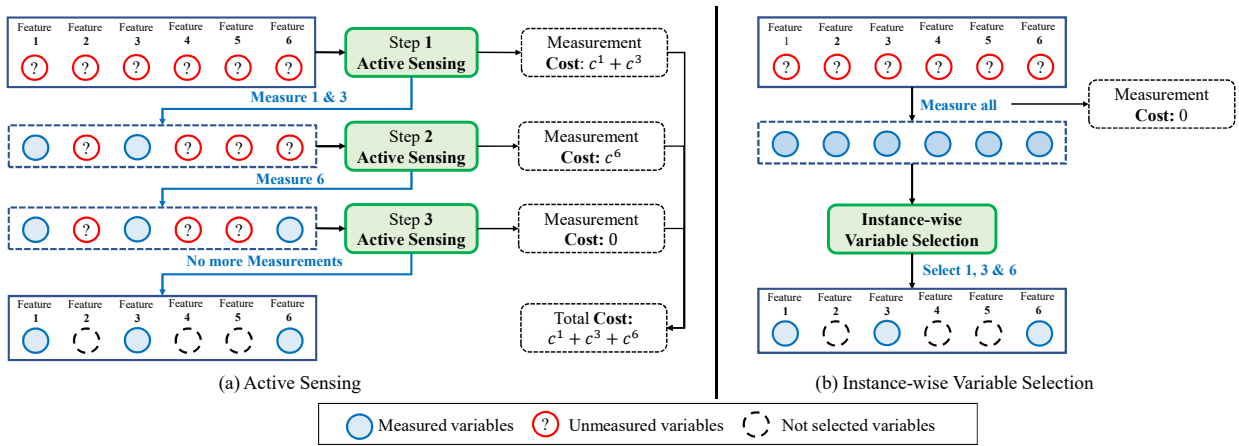 Feature Feature Feature Feature Feature Feature
1 2 3 4 5 6
? ? ? ? ? ?
Step 1
Active Sensing
Measurement
Cost: c¹ + c³
Measure 1 & 3
? ? ? ?
Step 2
Active Sensing
Measurement
Cost: c⁶
Measure 6
? ? ?
Step 3
Active Sensing
Measurement
Cost: 0
No more Measurements
Feature Feature Feature Feature Feature Feature
1 2 3 4 5 6
Total Cost:
c¹ + c³ + c⁶
(a) Active Sensing
Feature Feature Feature Feature Feature Feature
1 2 3 4 5 6
? ? ? ? ? ?
Measure all
Measurement
Cost: 0
Instance-wise
Variable Selection
Select 1, 3 & 6
Feature Feature Feature Feature Feature Feature
1 2 3 4 5 6
(b) Instance-wise Variable Selection
Measured variables ? Unmeasured variables Not selected variables